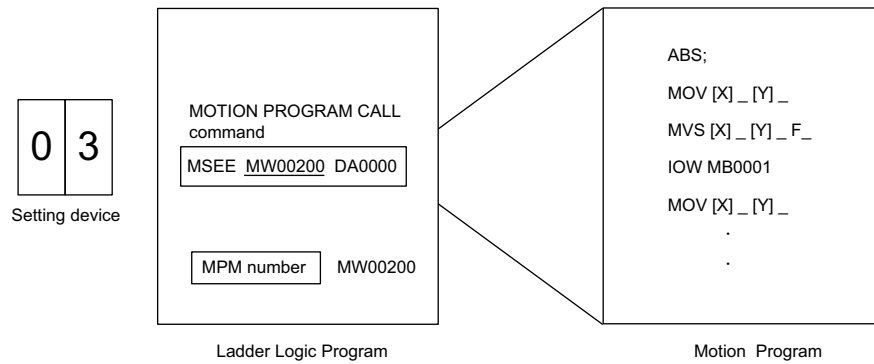 0 3
Setting device
MOTION PROGRAM CALL
command
MSEE MW00200 DA0000
MPM number MW00200
Ladder Logic Program
ABS;
MOV [X] _ [Y] _
MVS [X] _ [Y] _ F_
IOW MB0001
MOV [X] _ [Y] _
.
.
Motion Program